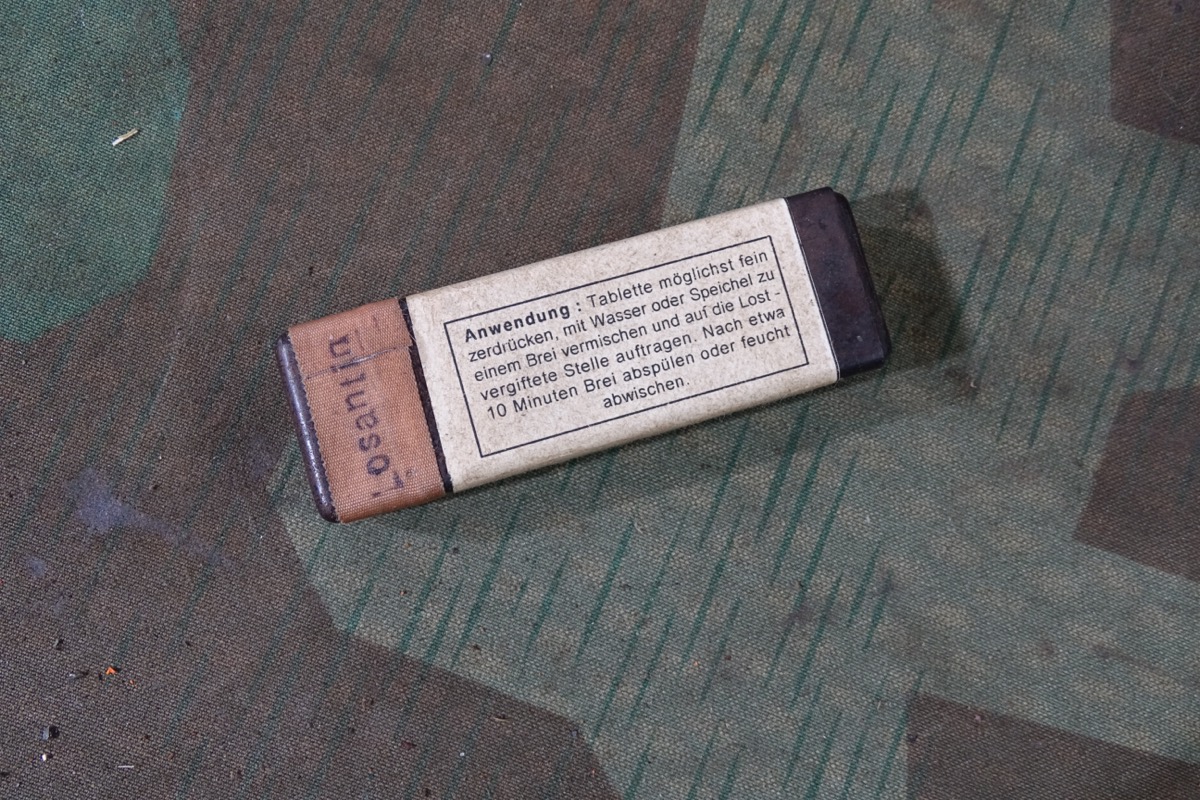 Losantin
Anwendung : Tablette möglichst fein
zerdrücken, mit Wasser oder Speichel zu
einem Brei vermischen und auf die Lost -
vergiftete Stelle auftragen. Nach etwa
10 Minuten Brei abspülen oder feucht
abwischen.